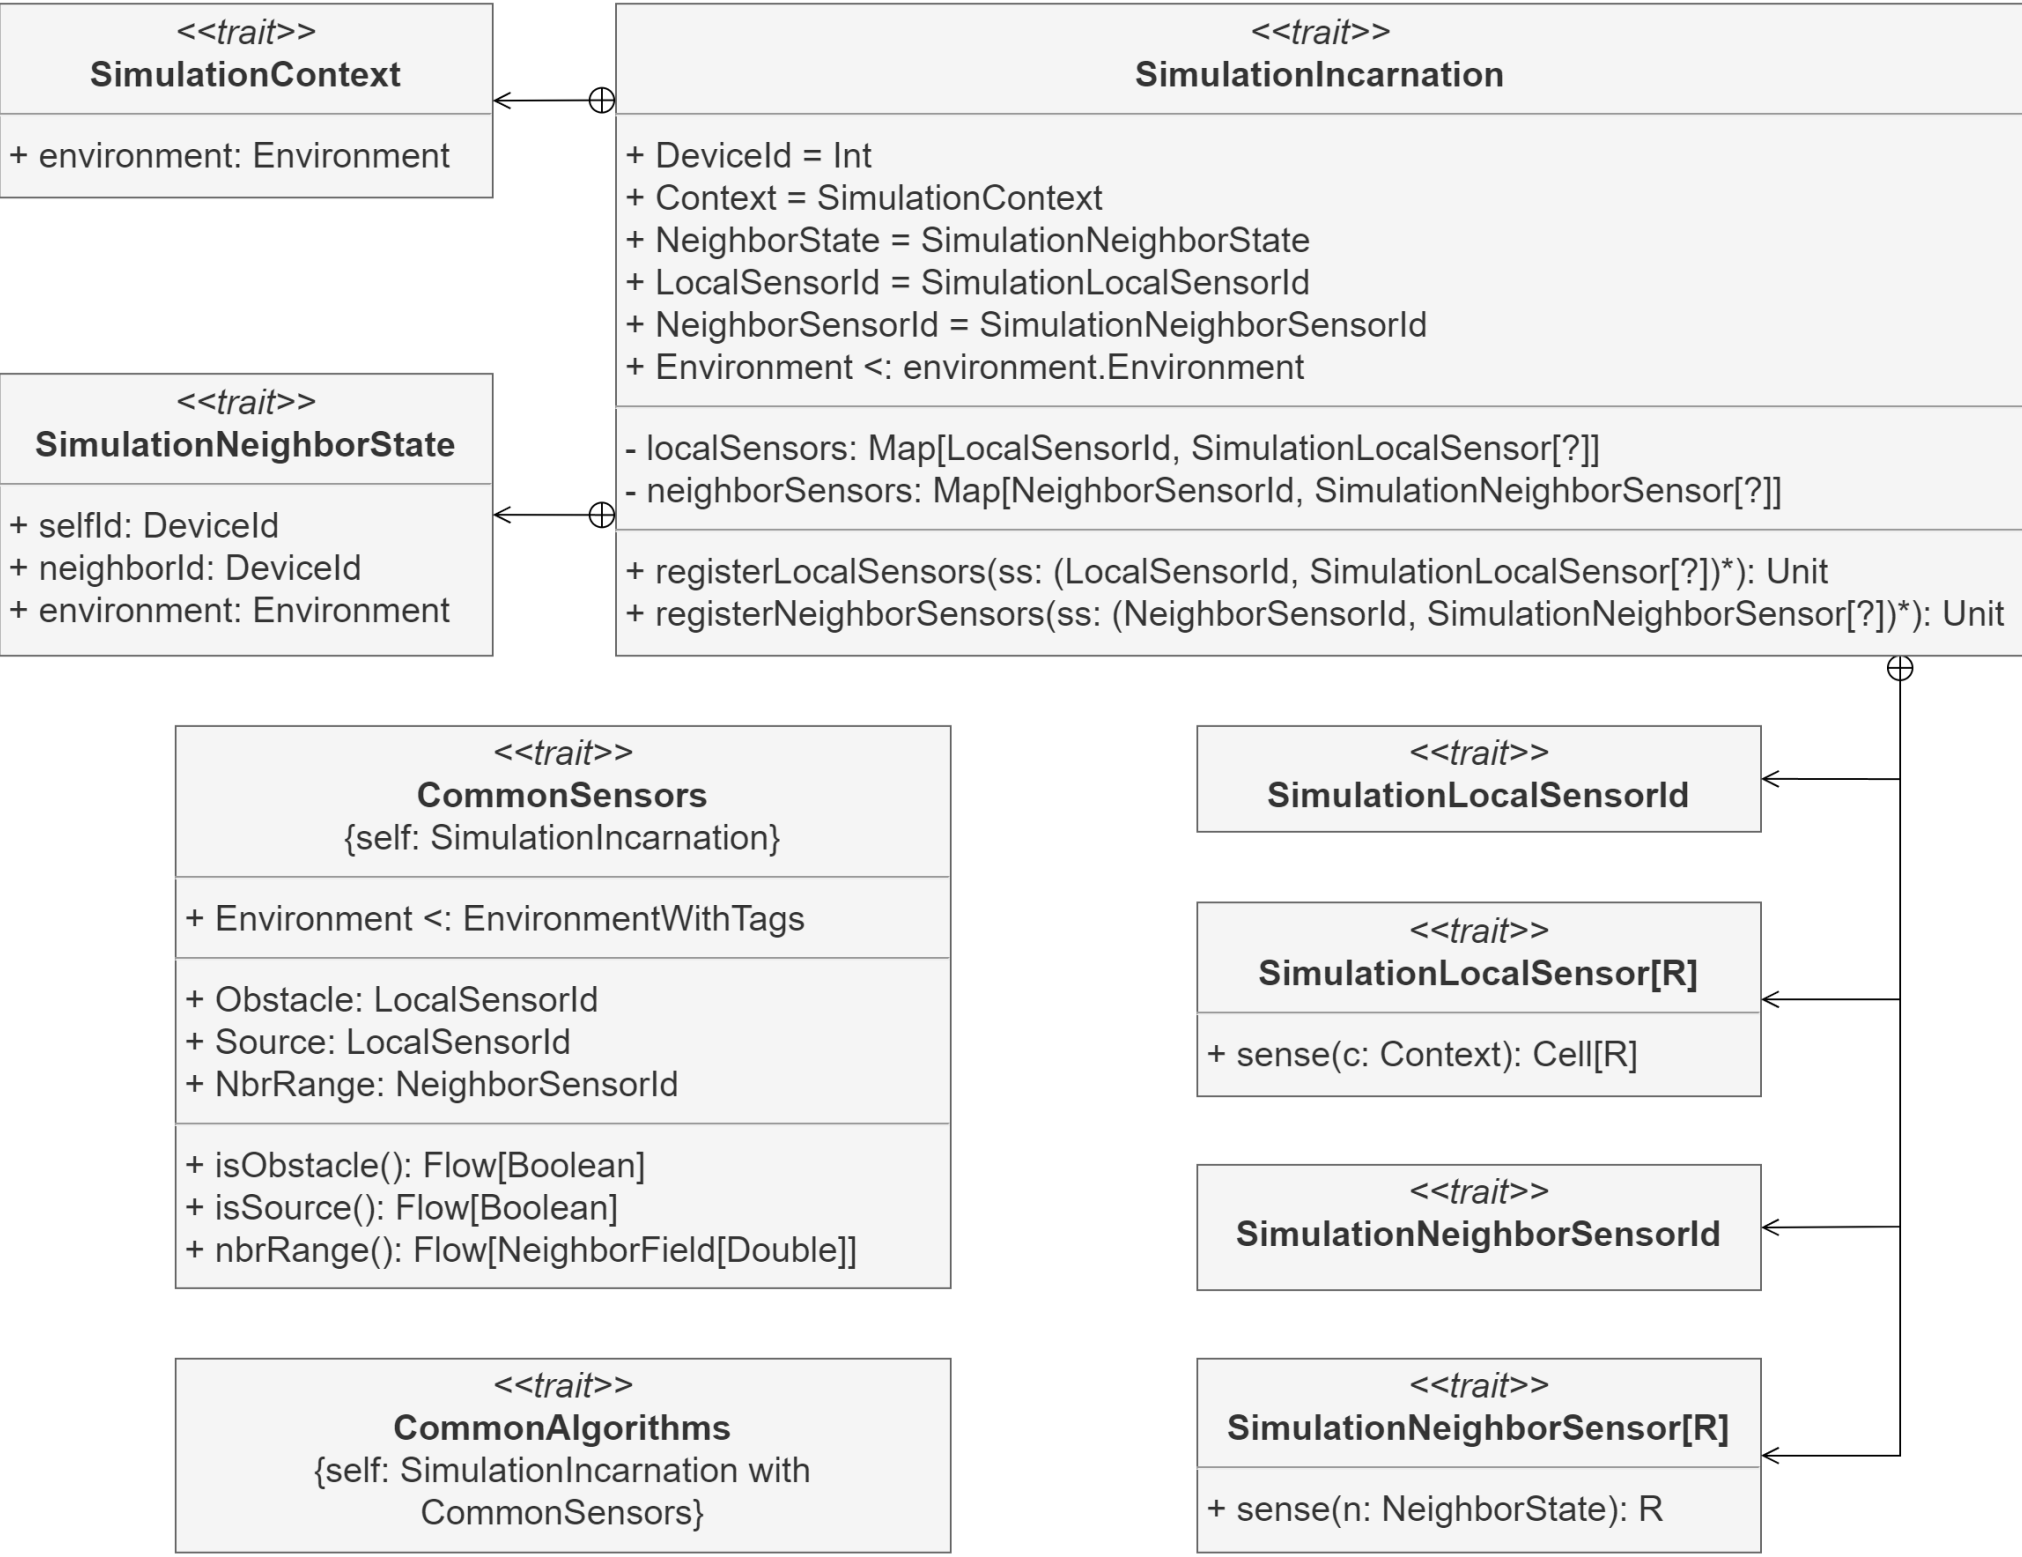 <<trait>>
SimulationContext
+ environment: Environment
<<trait>>
SimulationIncarnation
+ DeviceId = Int
+ Context = SimulationContext
+ NeighborState = SimulationNeighborState
+ LocalSensorId = SimulationLocalSensorId
+ NeighborSensorId = SimulationNeighborSensorId
+ Environment <: environment.Environment
- localSensors: Map[LocalSensorId, SimulationLocalSensor[?]]
- neighborSensors: Map[NeighborSensorId, SimulationNeighborSensor[?]]
+ registerLocalSensors(ss: (LocalSensorId, SimulationLocalSensor[?])*): Unit
+ registerNeighborSensors(ss: (NeighborSensorId, SimulationNeighborSensor[?])*): Unit
<<trait>>
SimulationNeighborState
+ selfId: DeviceId
+ neighborId: DeviceId
+ environment: Environment
<<trait>>
CommonSensors
{self: SimulationIncarnation}
+ Environment <: EnvironmentWithTags
+ Obstacle: LocalSensorId
+ Source: LocalSensorId
+ NbrRange: NeighborSensorId
+ isObstacle(): Flow[Boolean]
+ isSource(): Flow[Boolean]
+ nbrRange(): Flow[NeighborField[Double]]
<<trait>>
CommonAlgorithms
{self: SimulationIncarnation with
CommonSensors}
<<trait>>
SimulationLocalSensorId
<<trait>>
SimulationLocalSensor[R]
+ sense(c: Context): Cell[R]
<<trait>>
SimulationNeighborSensorId
<<trait>>
SimulationNeighborSensor[R]
+ sense(n: NeighborState): R